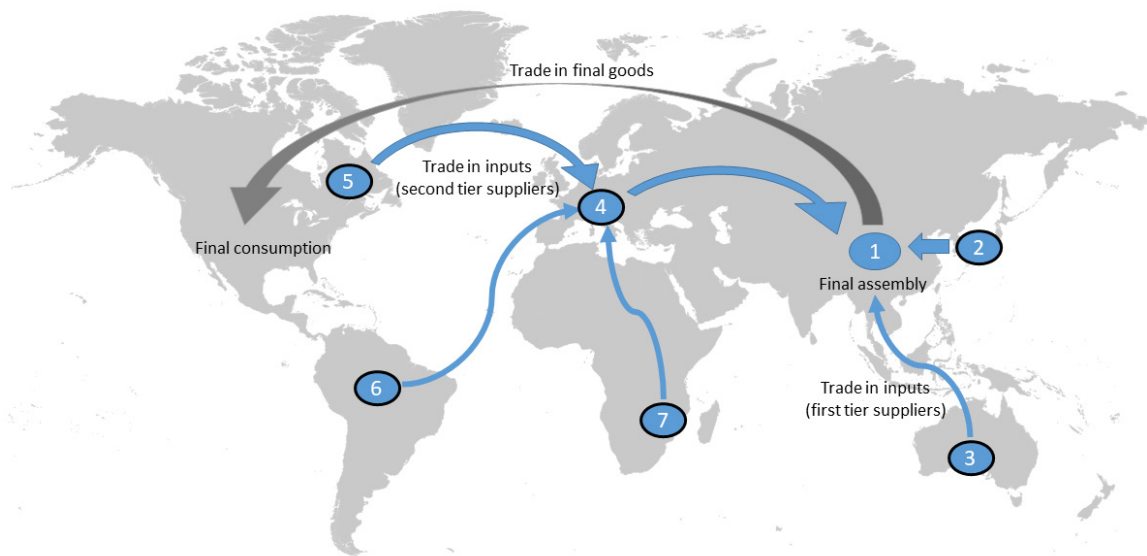 Trade in final goods
Trade in inputs
(second tier suppliers)
5
4
Final consumption
1
2
Final assembly
6
Trade in inputs
(first tier suppliers)
7
3